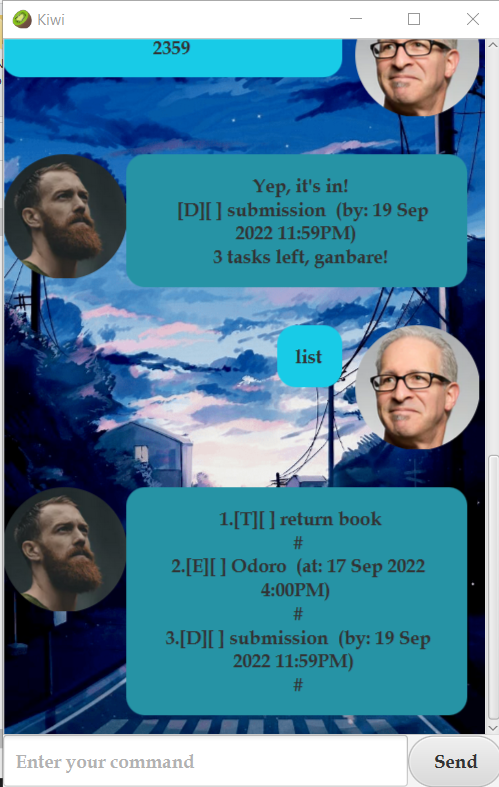 Kiwi
2359
Yep, it's in!
[D][ ] submission  (by: 19 Sep
2022 11:59PM)
3 tasks left, ganbare!
list
1.[T][ ] return book
#
2.[E][ ] Odoro  (at: 17 Sep 2022
4:00PM)
#
3.[D][ ] submission  (by: 19 Sep
2022 11:59PM)
#
Enter your command
Send